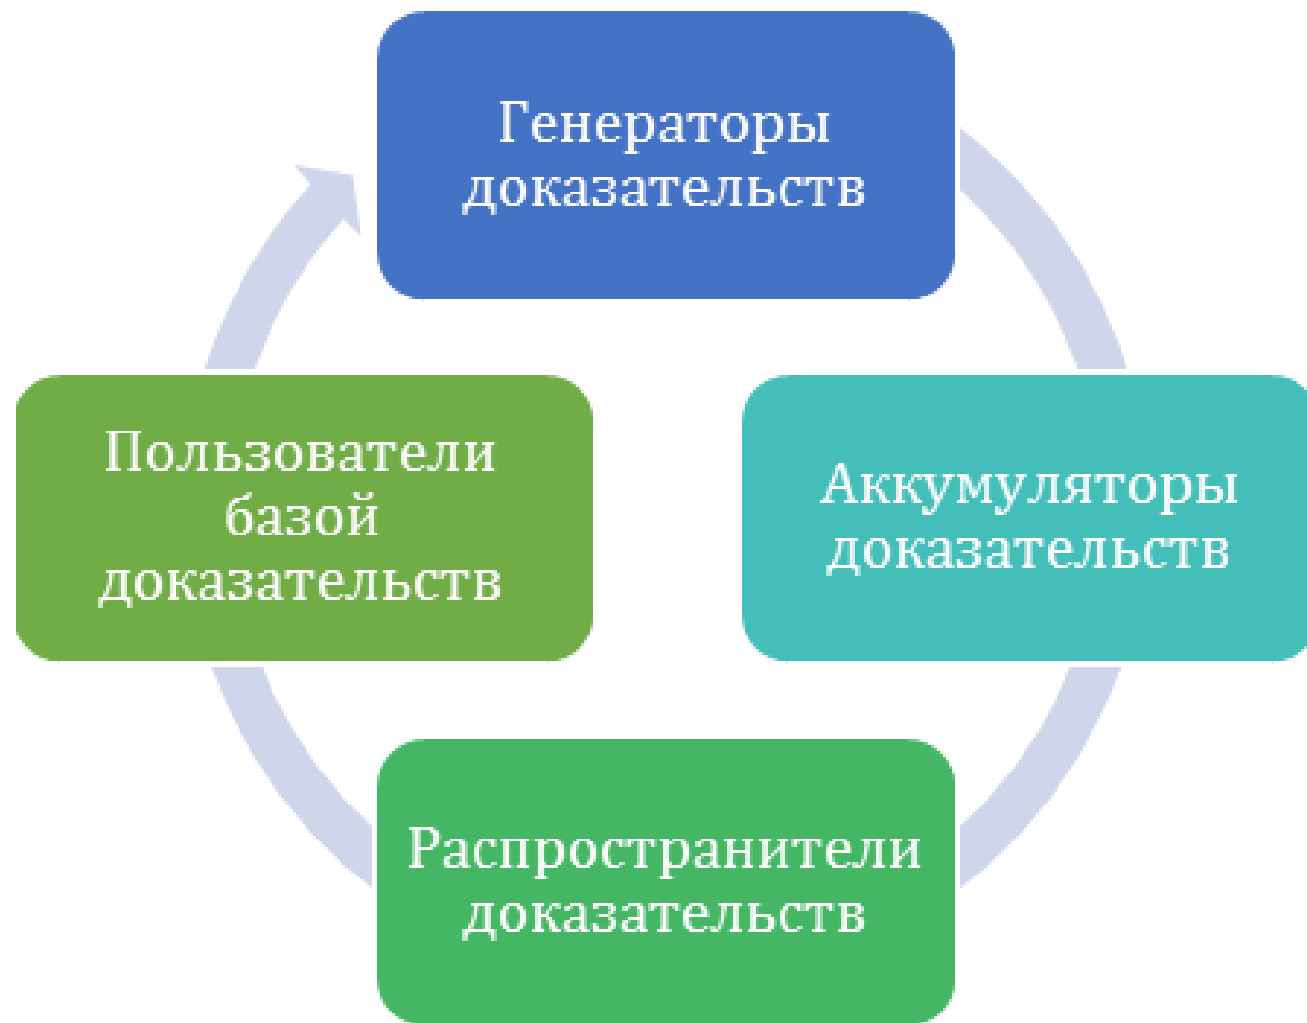 Генераторы
доказательств
Пользователи
базой
доказательств
Аккумуляторы
доказательств
Распространители
доказательств